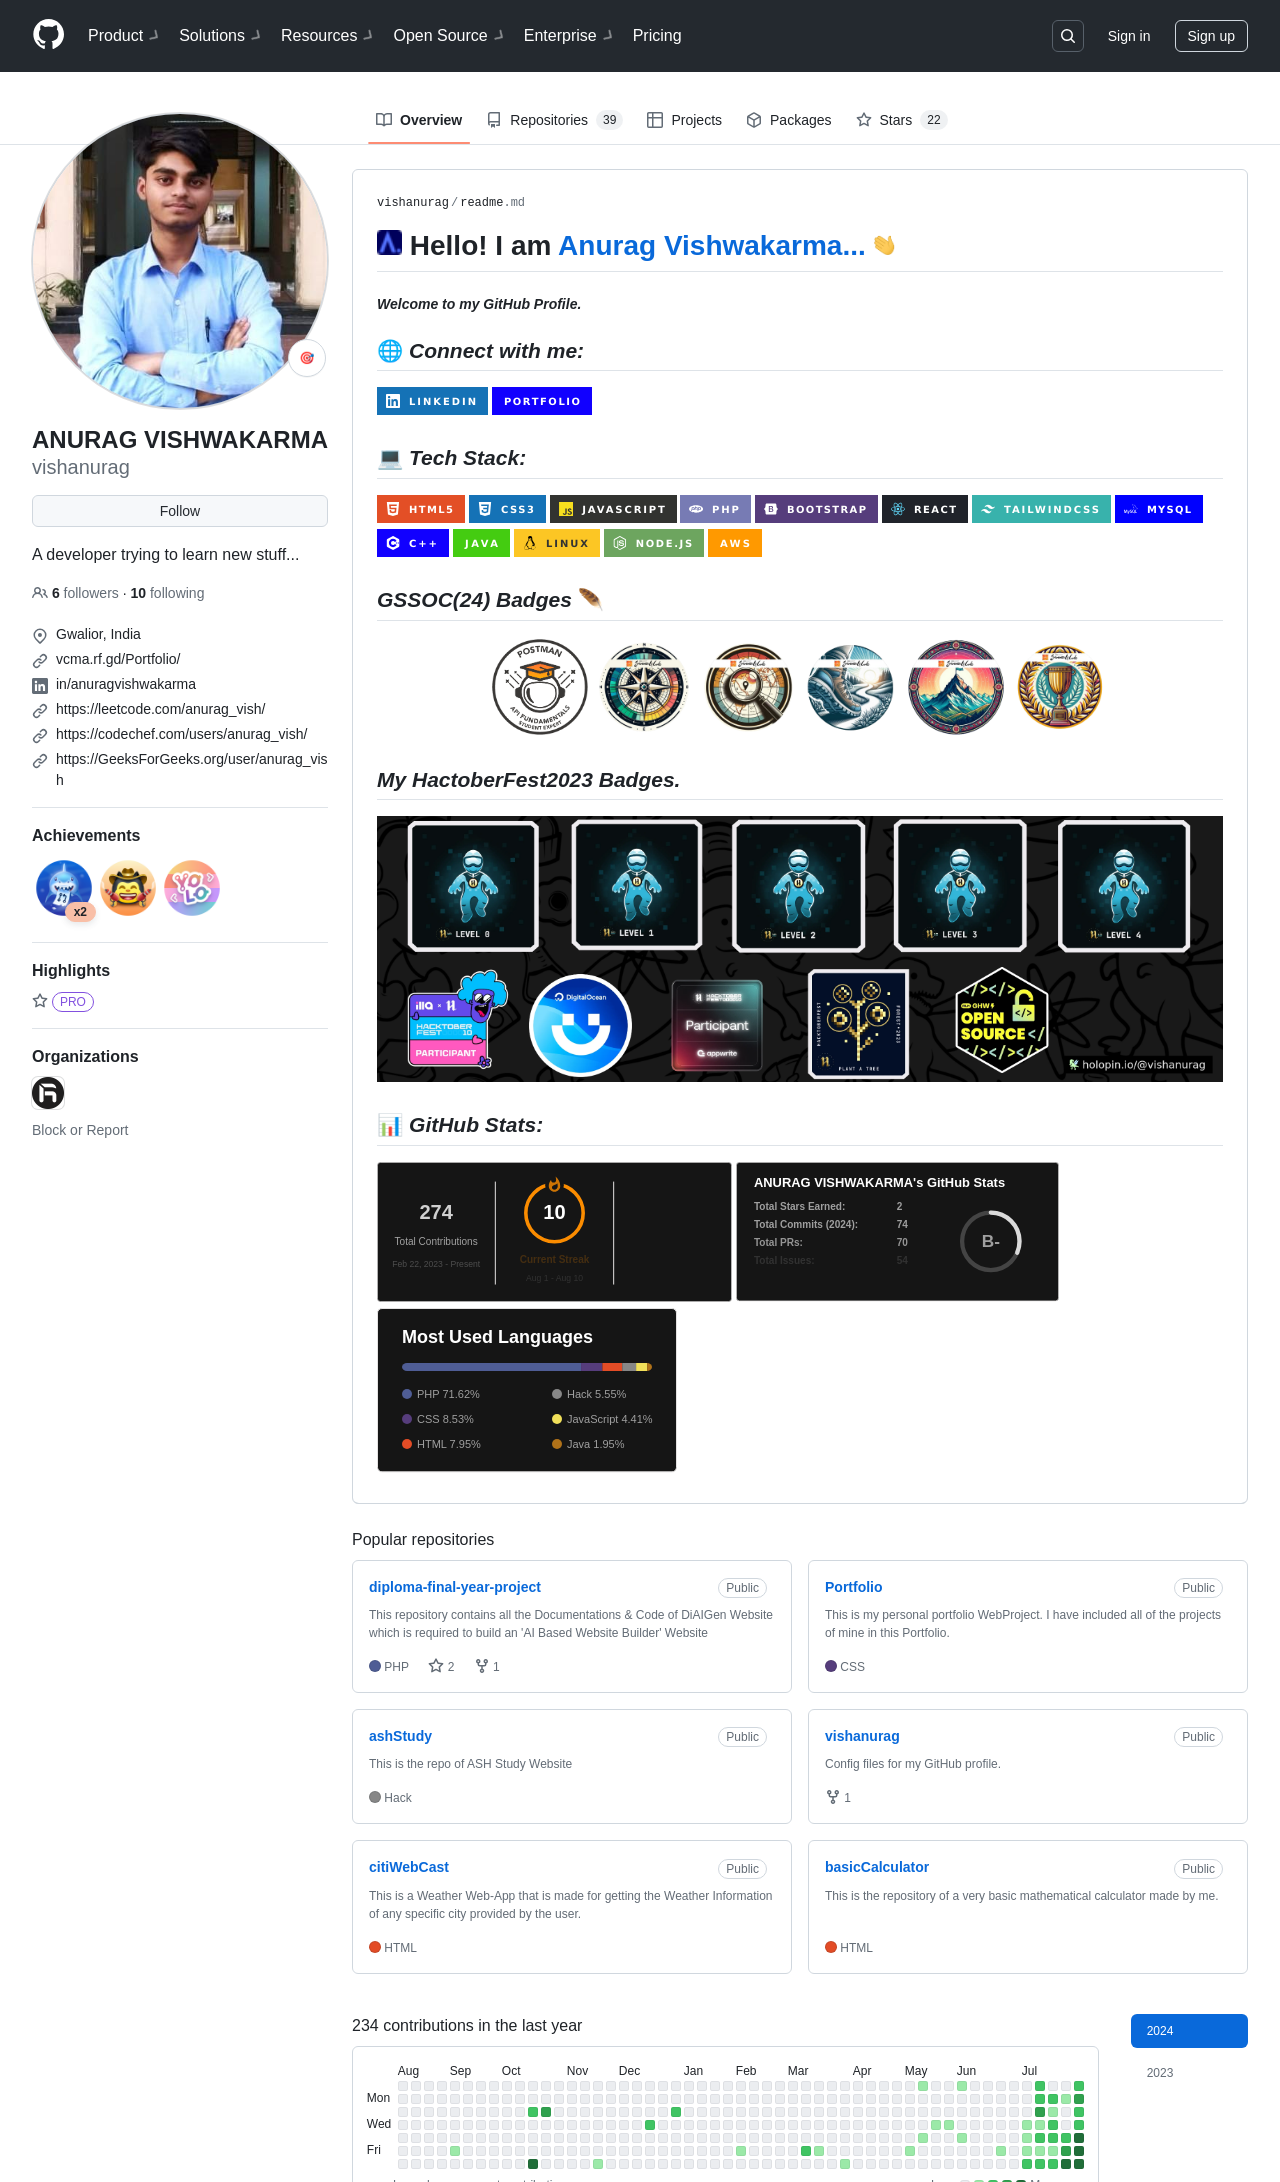 Product Solutions Resources Open Source Enterprise Pricing Sign in Sign up
Overview Repositories 39 Projects Packages Stars 22
ANURAG VISHWAKARMA
vishanurag
Follow
A developer trying to learn new stuff...
6 followers · 10 following
Gwalior, India
vcma.rf.gd/Portfolio/
in/anuragvishwakarma
https://leetcode.com/anurag_vish/
https://codechef.com/users/anurag_vish/
https://GeeksForGeeks.org/user/anurag_vis
h
Achievements
x2
YOLO
Highlights
PRO
Organizations
Block or Report
vishanurag/readme.md
Hello! I am Anurag Vishwakarma... 👋
Welcome to my GitHub Profile.
🌐 Connect with me:
LINKEDIN PORTFOLIO
💻 Tech Stack:
HTML5 CSS3 JAVASCRIPT PHP BOOTSTRAP REACT TAILWINDCSS MYSQL
C++ JAVA LINUX NODE.JS AWS
GSSOC(24) Badges 🪶
POSTMAN
API FUNDAMENTALS
STUDENT EXPERT
My HactoberFest2023 Badges.
LEVEL 0 LEVEL 1 LEVEL 2 LEVEL 3 LEVEL 4
illa × H
HACKTOBER
FEST 10
PARTICIPANT
DigitalOcean
HACKTOBER
Participant
appwrite
PLANT A TREE
GHW
OPEN
SOURCE
holopin.io/@vishanurag
📊 GitHub Stats:
274
Total Contributions
Feb 22, 2023 - Present
10
Current Streak
Aug 1 - Aug 10
ANURAG VISHWAKARMA's GitHub Stats
Total Stars Earned: 2
Total Commits (2024): 74
Total PRs: 70
Total Issues: 54
B-
Most Used Languages
PHP 71.62% Hack 5.55%
CSS 8.53% JavaScript 4.41%
HTML 7.95% Java 1.95%
Popular repositories
diploma-final-year-project Public
This repository contains all the Documentations & Code of DiAIGen Website
which is required to build an 'AI Based Website Builder' Website
PHP 2 1
Portfolio Public
This is my personal portfolio WebProject. I have included all of the projects
of mine in this Portfolio.
CSS
ashStudy Public
This is the repo of ASH Study Website
Hack
vishanurag Public
Config files for my GitHub profile.
1
citiWebCast Public
This is a Weather Web-App that is made for getting the Weather Information
of any specific city provided by the user.
HTML
basicCalculator Public
This is the repository of a very basic mathematical calculator made by me.
HTML
234 contributions in the last year
2024
2023
Aug Sep Oct Nov Dec Jan Feb Mar Apr May Jun Jul
Mon
Wed
Fri